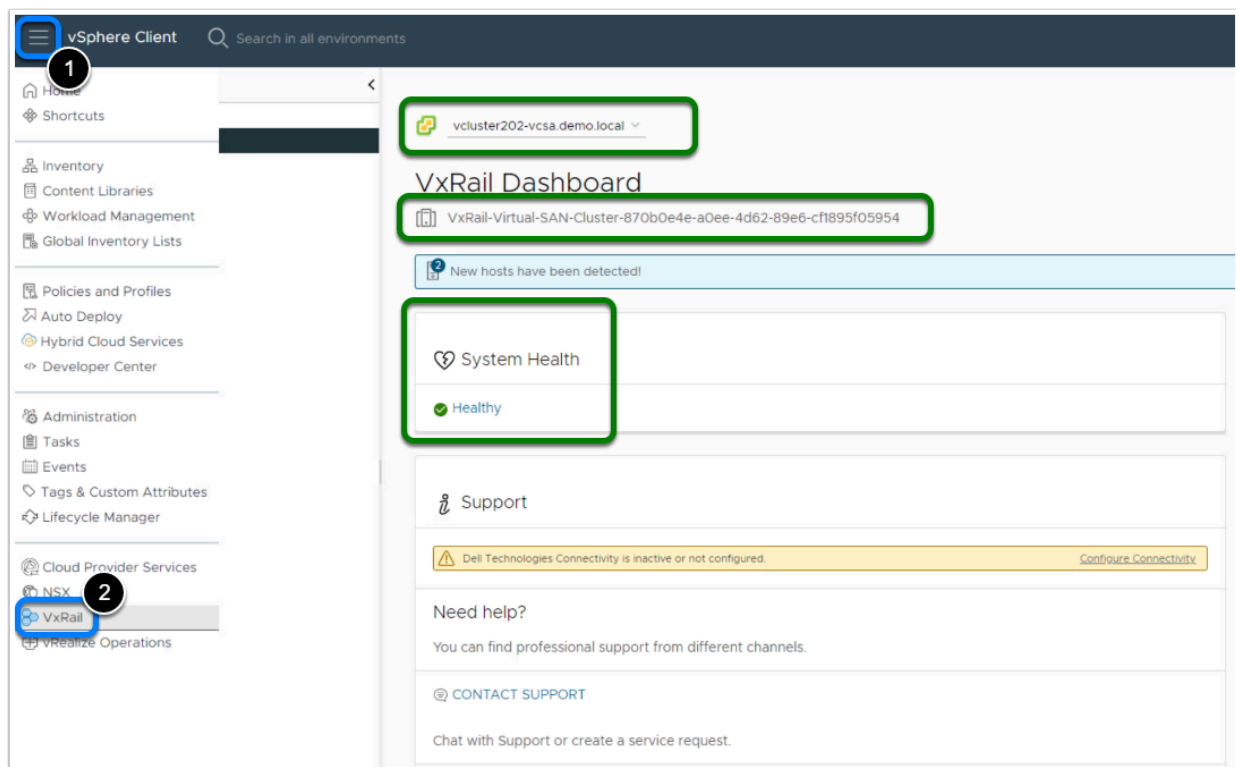 vSphere Client
Search in all environments
1
Home
Shortcuts
Inventory
Content Libraries
Workload Management
Global Inventory Lists
Policies and Profiles
Auto Deploy
Hybrid Cloud Services
Developer Center
Administration
Tasks
Events
Tags & Custom Attributes
Lifecycle Manager
Cloud Provider Services
NSX
2
VxRail
vRealize Operations
vcluster202-vcsa.demo.local
VxRail Dashboard
VxRail-Virtual-SAN-Cluster-870b0e4e-a0ee-4d62-89e6-cf1895f05954
2
New hosts have been detected!
System Health
Healthy
Support
Dell Technologies Connectivity is inactive or not configured. Configure Connectivity
Need help?
You can find professional support from different channels.
CONTACT SUPPORT
Chat with Support or create a service request.